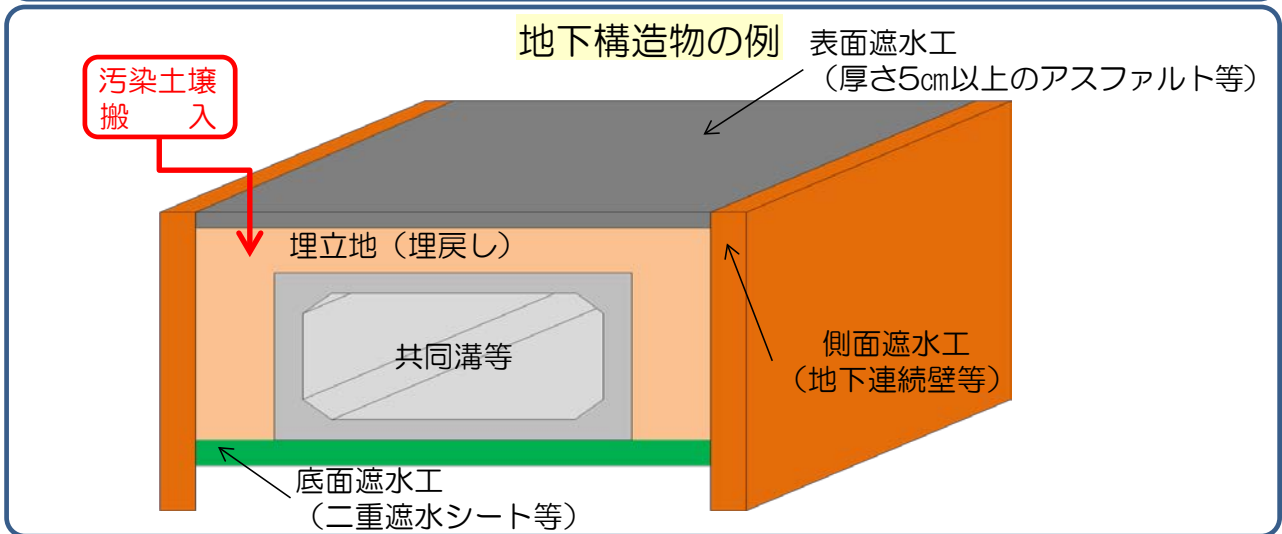 地下構造物の例
表面遮水工
（厚さ5㎝以上のアスファルト等）
汚染土壌
搬　　入
埋立地（埋戻し）
共同溝等
側面遮水工
（地下連続壁等）
底面遮水工
（二重遮水シート等）